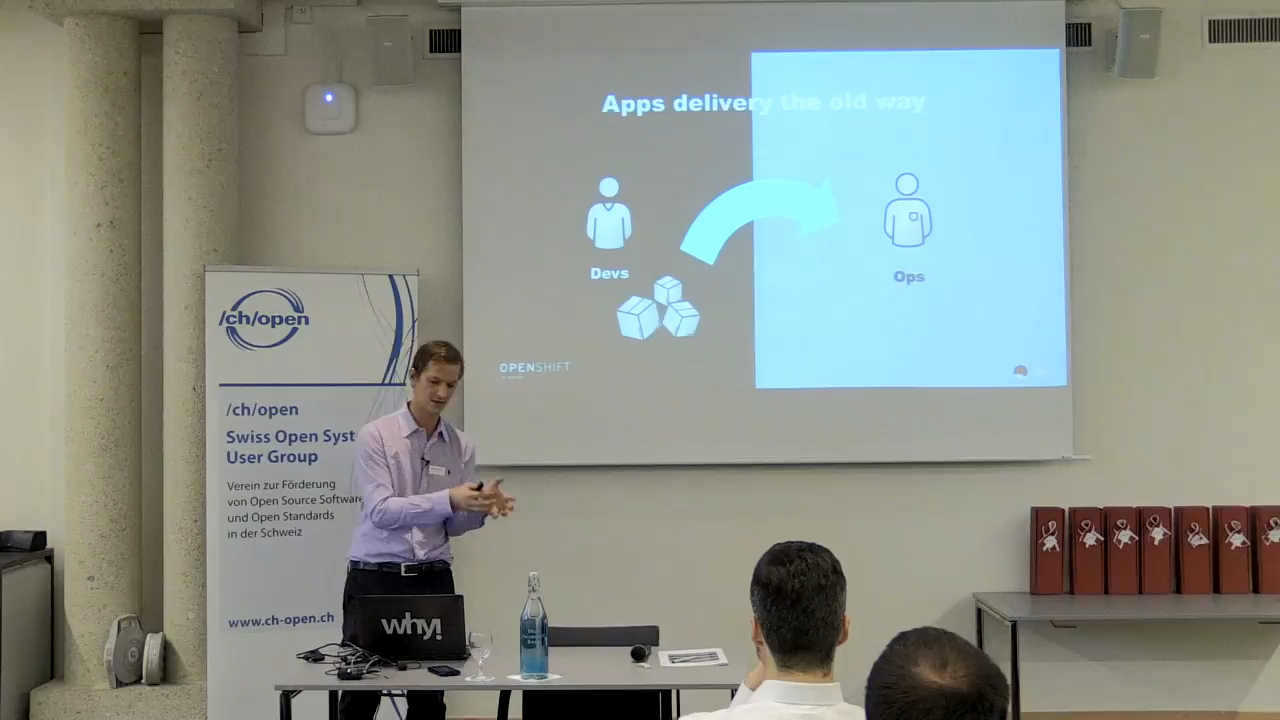 Apps delivery the old way
Devs
Ops
OPENSHIFT
/ch/open
/ch/open
Swiss Open Syst
User Group
Verein zur Förderung
von Open Source Software
und Open Standards
in der Schweiz
www.ch-open.ch
why!